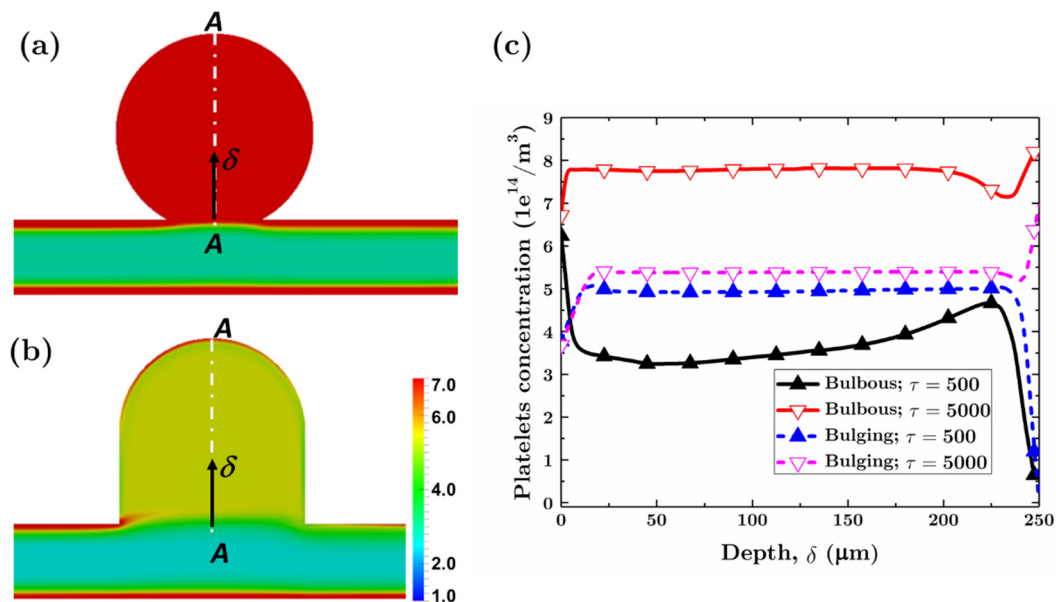 (a)
A
δ
A
(b)
A
δ
A
7.0
6.0
4.0
2.0
1.0
(c)
Platelets concentration (1e^14/m^3)
9
8
7
6
5
4
3
2
1
0
Bulbous; τ = 500
Bulbous; τ = 5000
Bulging; τ = 500
Bulging; τ = 5000
0 50 100 150 200 250
Depth, δ (μm)